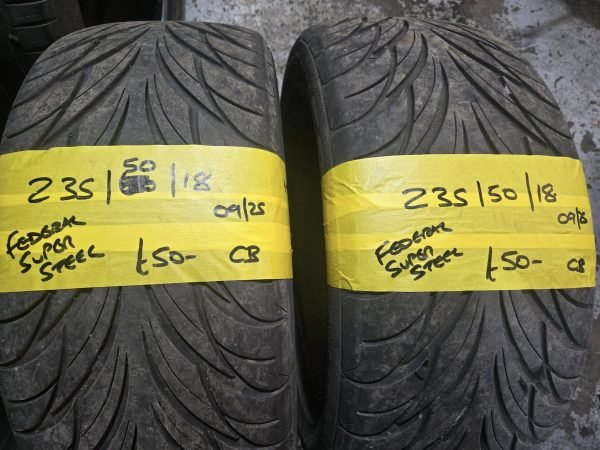 235/50/18
09/25
FEDERAL
SUPER
STEEL
£50-
CB
235/50/18
09/25
FEDERAL
SUPER
STEEL
£50-
CB